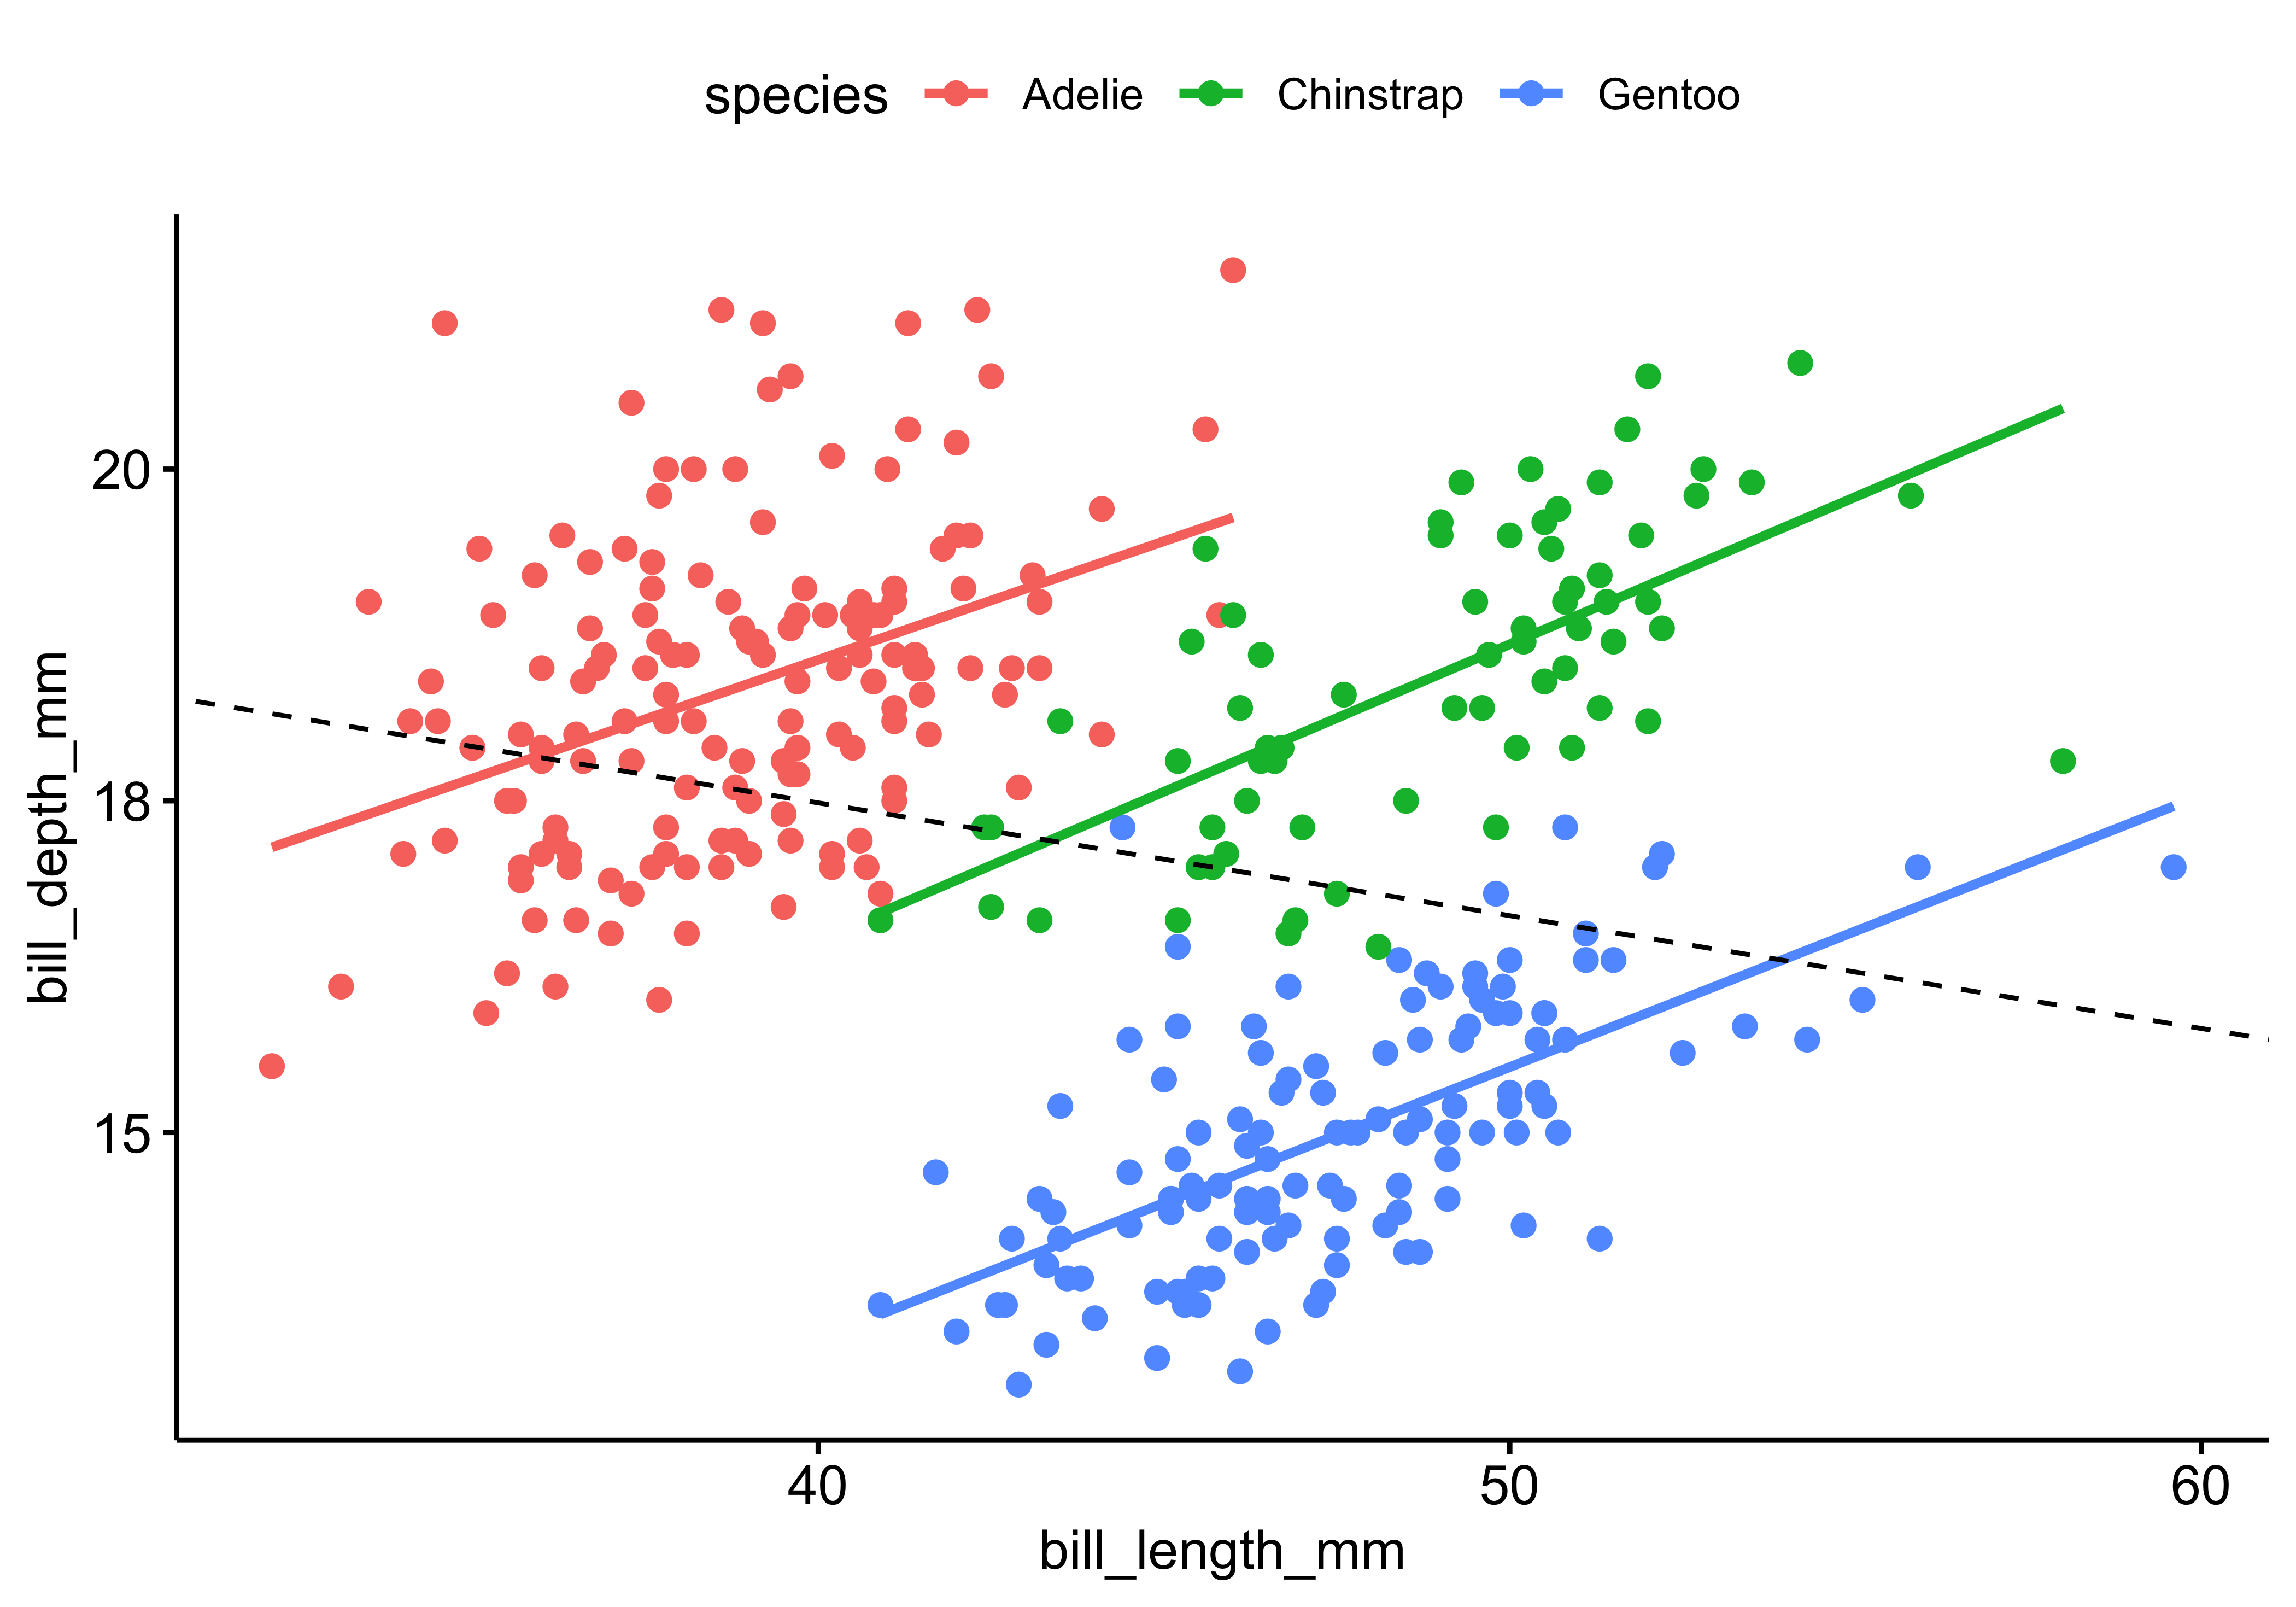 species Adelie Chinstrap Gentoo
20
18
15
bill_depth_mm
40 50 60
bill_length_mm